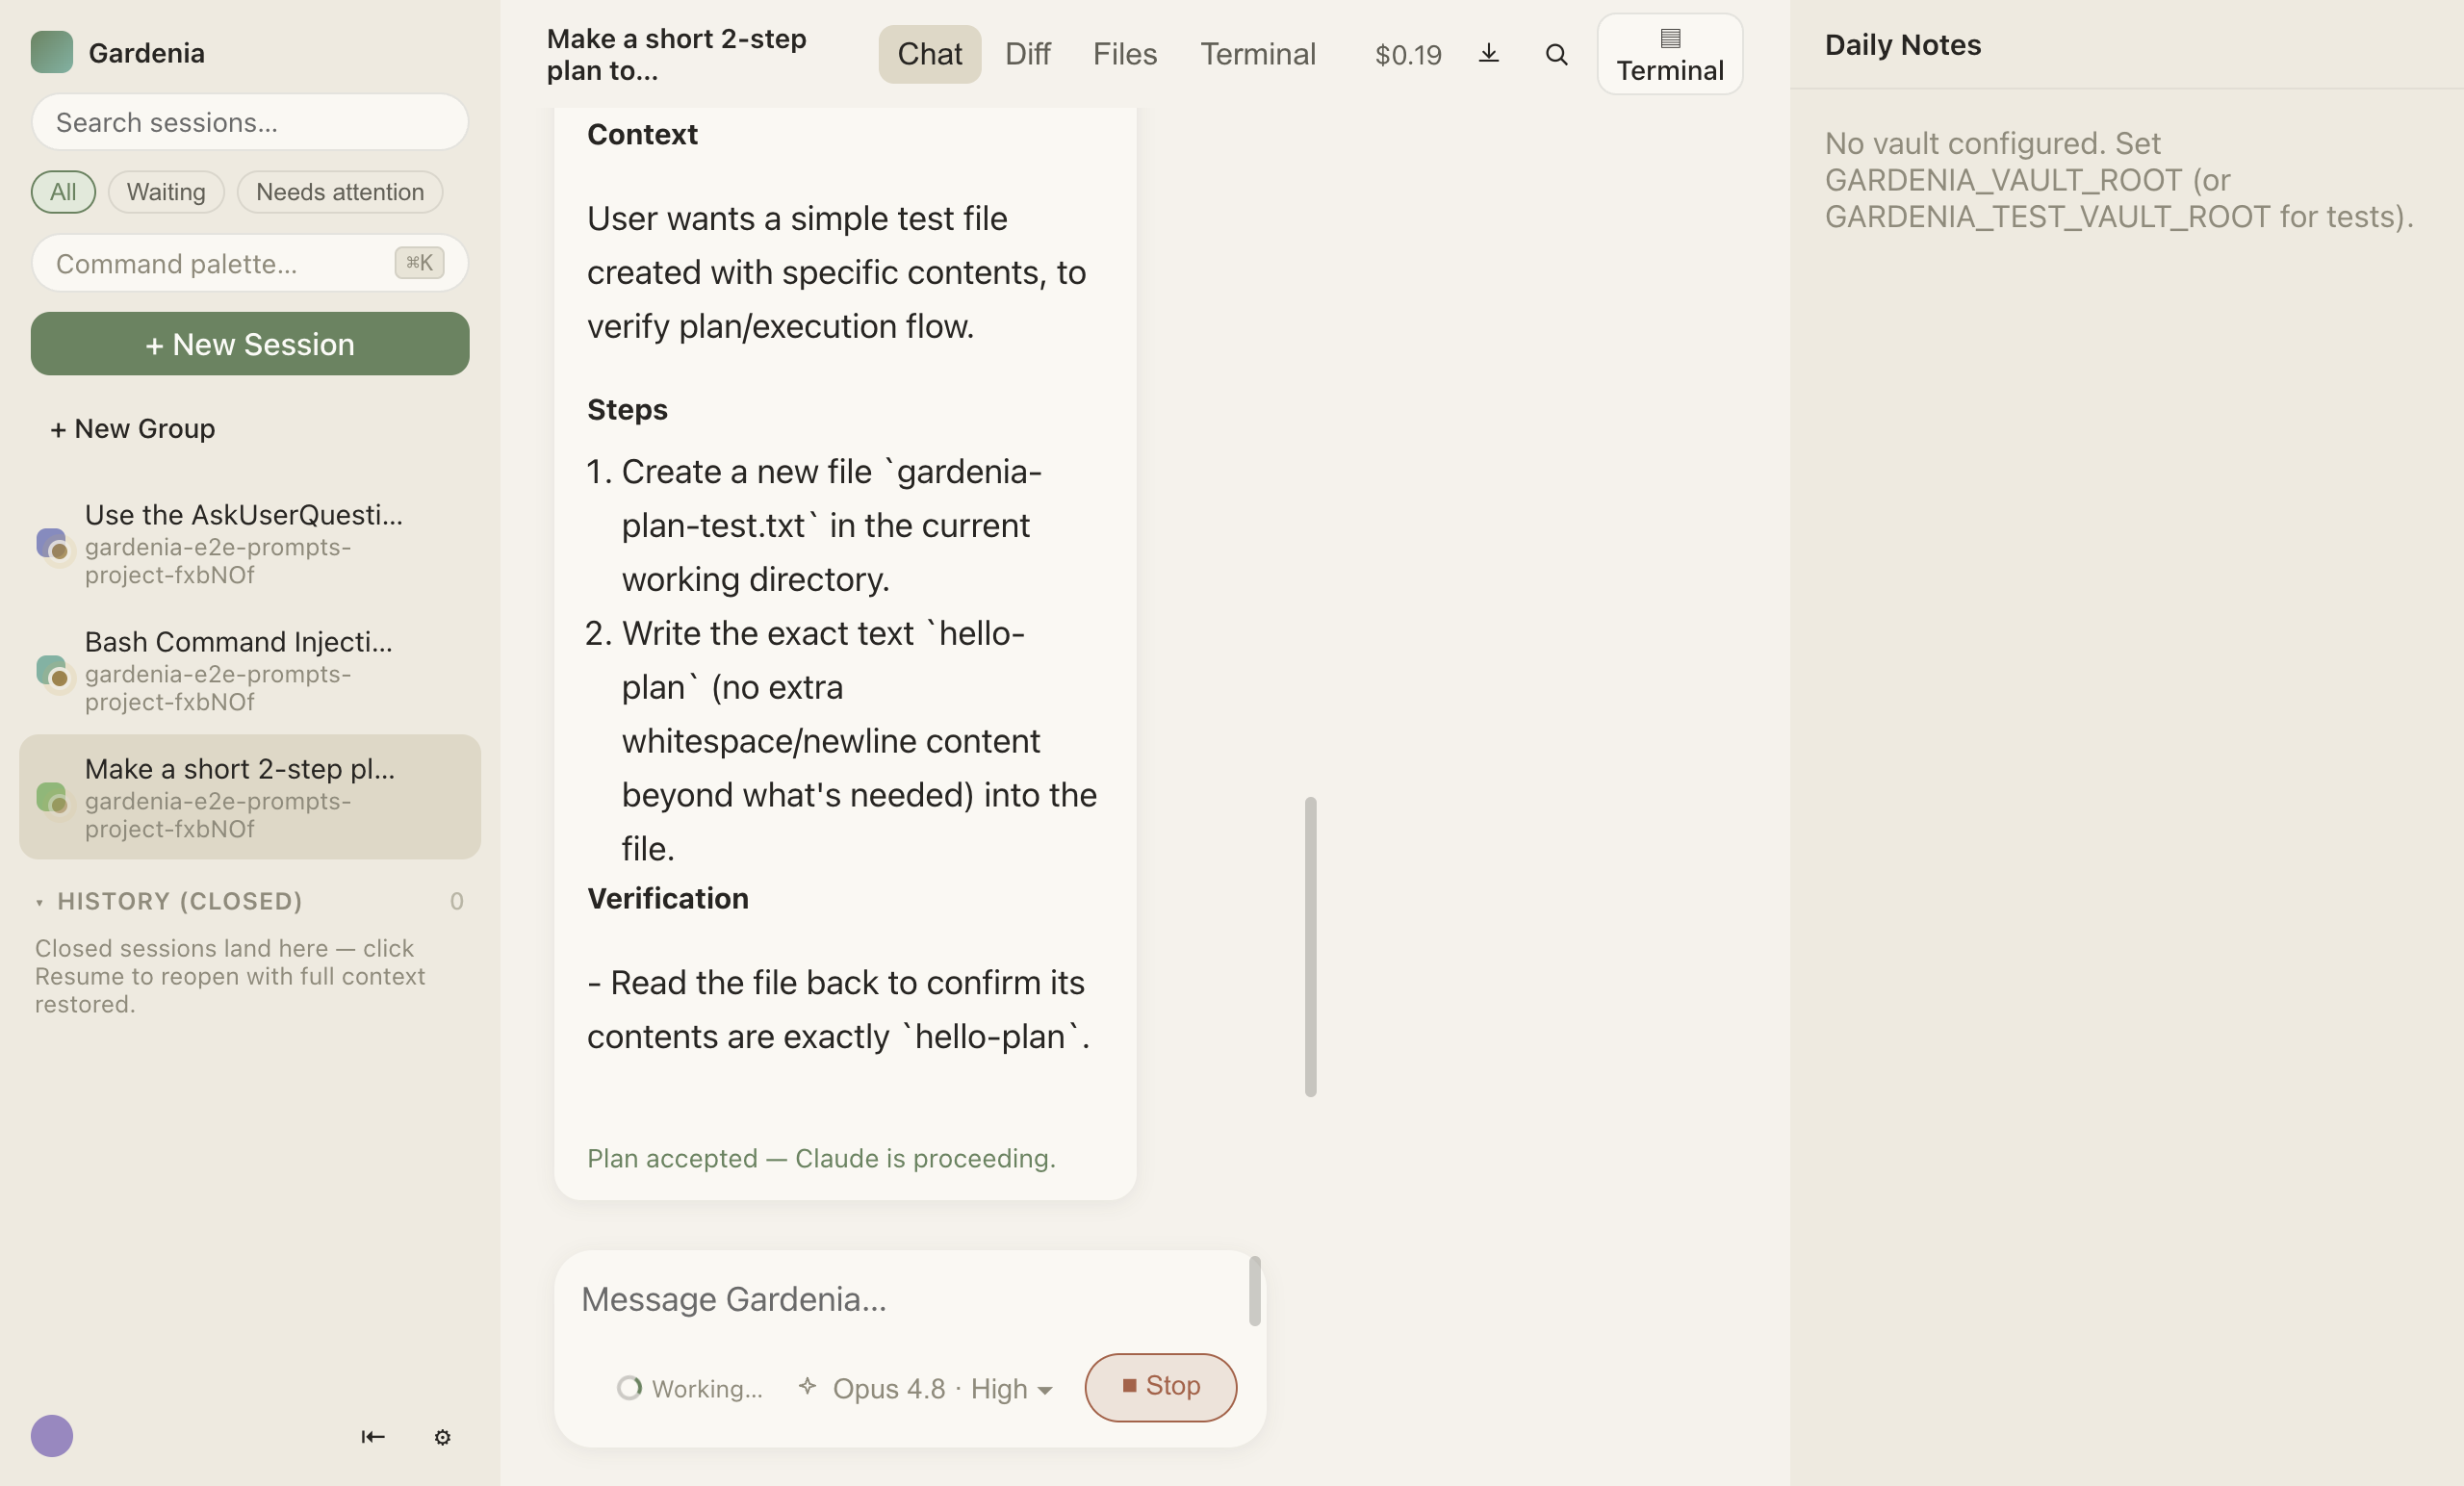 Gardenia
Search sessions...
All
Waiting
Needs attention
Command palette...
⌘K
+ New Session
+ New Group
Use the AskUserQuesti...
gardenia-e2e-prompts-
project-fxbNOf
Bash Command Injecti...
gardenia-e2e-prompts-
project-fxbNOf
Make a short 2-step pl...
gardenia-e2e-prompts-
project-fxbNOf
HISTORY (CLOSED)
0
Closed sessions land here — click
Resume to reopen with full context
restored.
Make a short 2-step
plan to...
Chat
Diff
Files
Terminal
$0.19
Terminal
Context
User wants a simple test file
created with specific contents, to
verify plan/execution flow.
Steps
1. Create a new file `gardenia-
plan-test.txt` in the current
working directory.
2. Write the exact text `hello-
plan` (no extra
whitespace/newline content
beyond what's needed) into the
file.
Verification
- Read the file back to confirm its
contents are exactly `hello-plan`.
Plan accepted — Claude is proceeding.
Message Gardenia...
Working...
Opus 4.8 · High
Stop
Daily Notes
No vault configured. Set
GARDENIA_VAULT_ROOT (or
GARDENIA_TEST_VAULT_ROOT for tests).